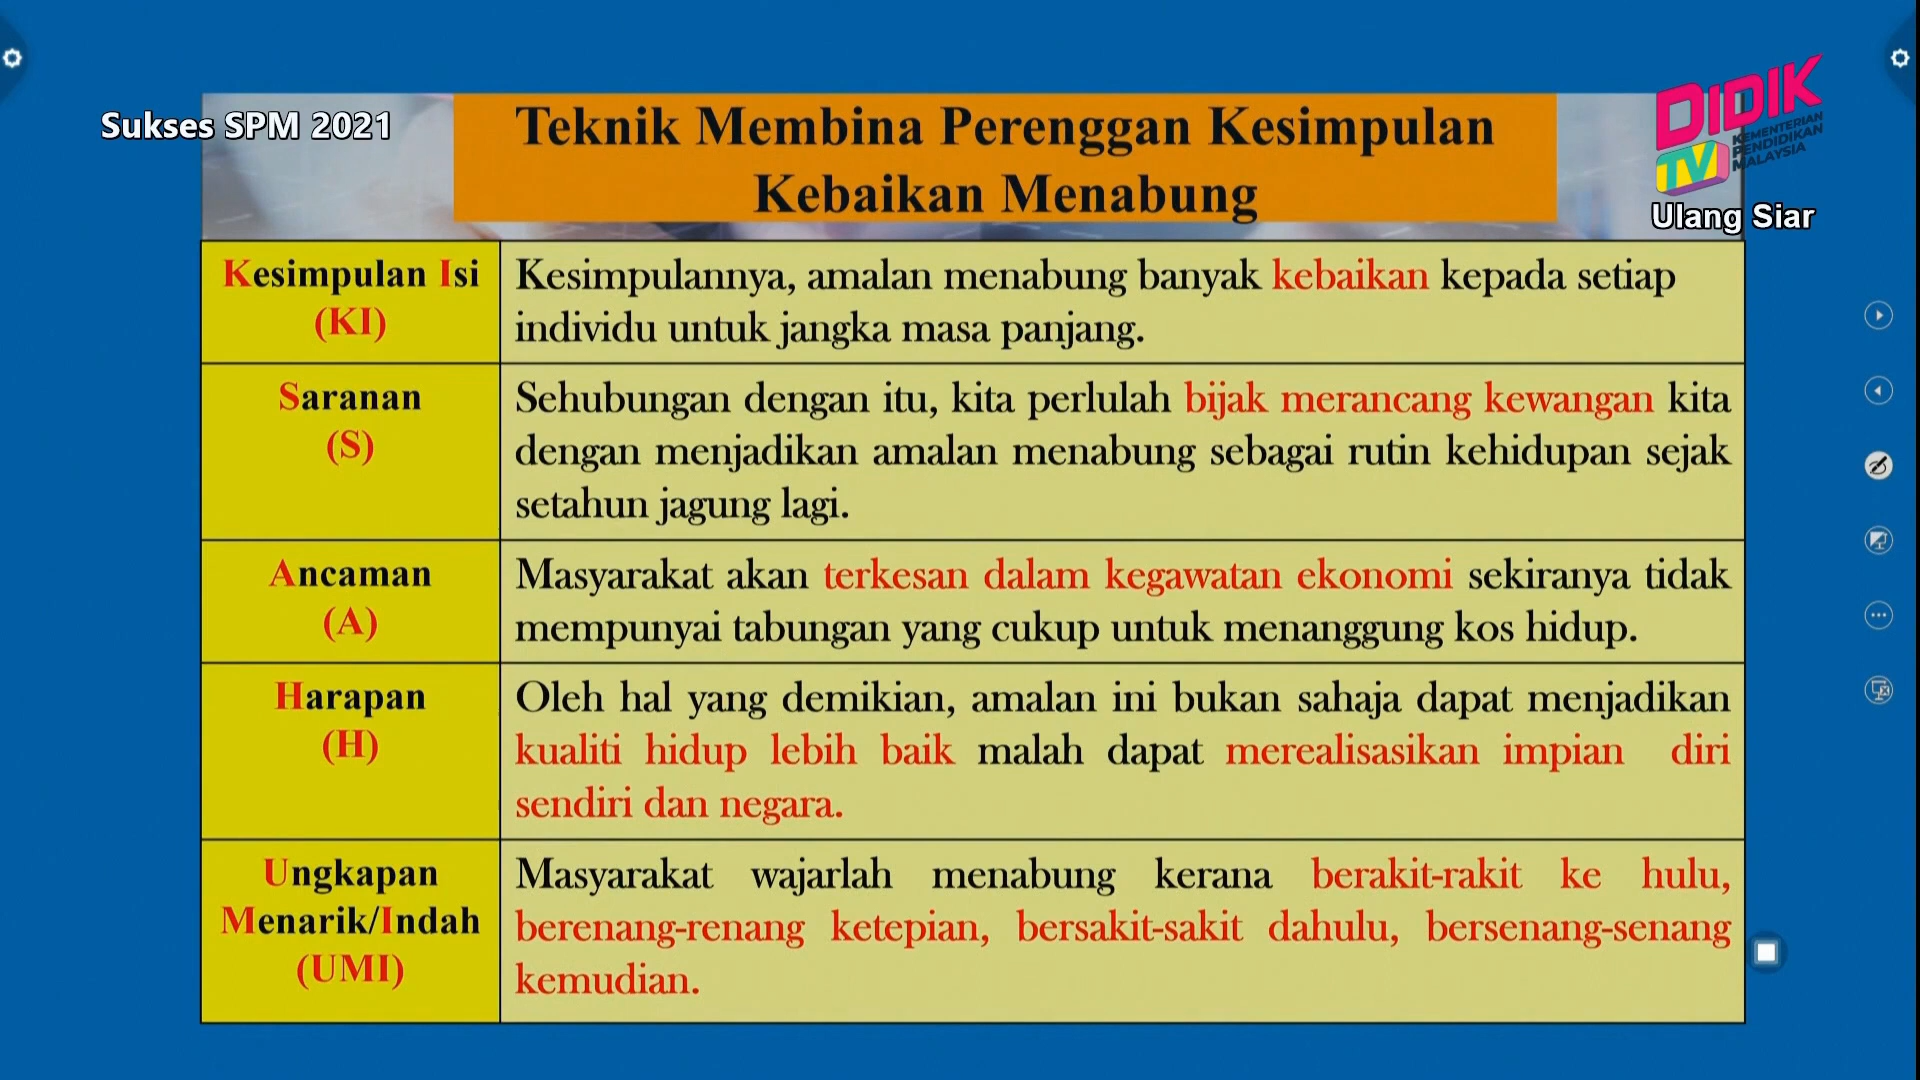 Sukses SPM 2021
DIDIK
TV
KEMENTERIAN
PENDIDIKAN
MALAYSIA
Ulang Siar
Teknik Membina Perenggan Kesimpulan
Kebaikan Menabung
Kesimpulan Isi
(KI)
Kesimpulannya, amalan menabung banyak kebaikan kepada setiap
individu untuk jangka masa panjang.
Saranan
(S)
Sehubungan dengan itu, kita perlulah bijak merancang kewangan kita
dengan menjadikan amalan menabung sebagai rutin kehidupan sejak
setahun jagung lagi.
Ancaman
(A)
Masyarakat akan terkesan dalam kegawatan ekonomi sekiranya tidak
mempunyai tabungan yang cukup untuk menanggung kos hidup.
Harapan
(H)
Oleh hal yang demikian, amalan ini bukan sahaja dapat menjadikan
kualiti hidup lebih baik malah dapat merealisasikan impian diri
sendiri dan negara.
Ungkapan
Menarik/Indah
(UMI)
Masyarakat wajarlah menabung kerana berakit-rakit ke hulu,
berenang-renang ketepian, bersakit-sakit dahulu, bersenang-senang
kemudian.